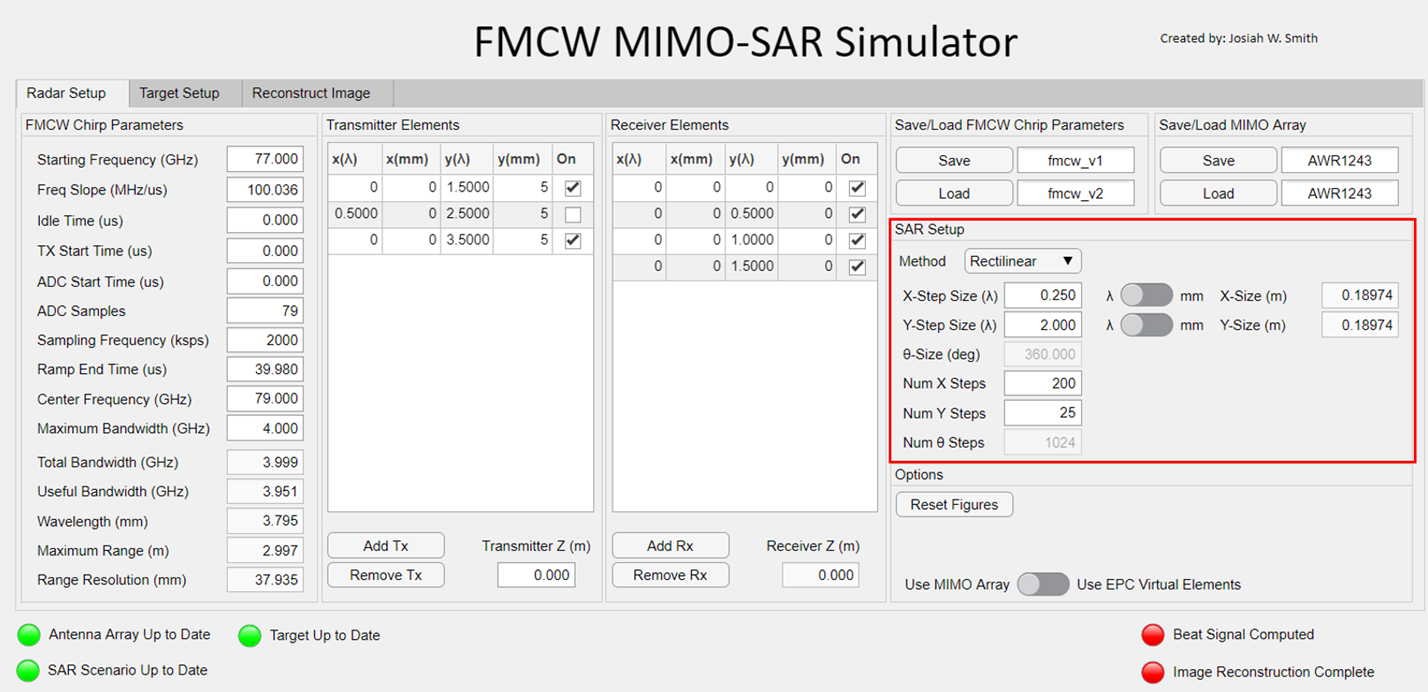 FMCW MIMO-SAR Simulator
Created by: Josiah W. Smith
Radar Setup Target Setup Reconstruct Image
FMCW Chirp Parameters
Starting Frequency (GHz) 77.000
Freq Slope (MHz/us) 100.036
Idle Time (us) 0.000
TX Start Time (us) 0.000
ADC Start Time (us) 0.000
ADC Samples 79
Sampling Frequency (ksps) 2000
Ramp End Time (us) 39.980
Center Frequency (GHz) 79.000
Maximum Bandwidth (GHz) 4.000
Total Bandwidth (GHz) 3.999
Useful Bandwidth (GHz) 3.951
Wavelength (mm) 3.795
Maximum Range (m) 2.997
Range Resolution (mm) 37.935
Transmitter Elements
x(λ) x(mm) y(λ) y(mm) On
0 0 1.5000 5
0.5000 0 2.5000 5
0 0 3.5000 5
Add Tx Transmitter Z (m)
Remove Tx 0.000
Receiver Elements
x(λ) x(mm) y(λ) y(mm) On
0 0 0 0
0 0 0.5000 0
0 0 1.0000 0
0 0 1.5000 0
Add Rx Receiver Z (m)
Remove Rx 0.000
Save/Load FMCW Chrip Parameters
Save fmcw_v1
Load fmcw_v2
Save/Load MIMO Array
Save AWR1243
Load AWR1243
SAR Setup
Method Rectilinear
X-Step Size (λ) 0.250 λ mm X-Size (m) 0.18974
Y-Step Size (λ) 2.000 λ mm Y-Size (m) 0.18974
θ-Size (deg) 360.000
Num X Steps 200
Num Y Steps 25
Num θ Steps 1024
Options
Reset Figures
Use MIMO Array Use EPC Virtual Elements
Antenna Array Up to Date Target Up to Date
SAR Scenario Up to Date
Beat Signal Computed
Image Reconstruction Complete